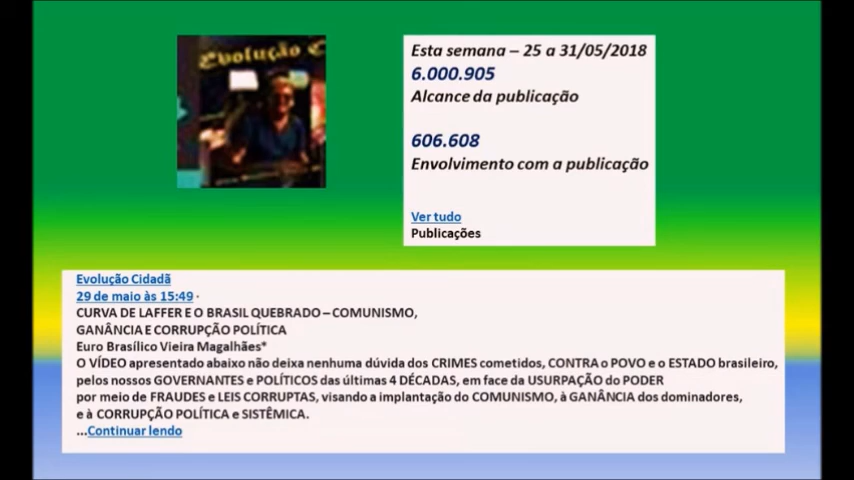 Evolução C
Esta semana – 25 a 31/05/2018
6.000.905
Alcance da publicação
606.608
Envolvimento com a publicação
Ver tudo
Publicações
Evolução Cidadã
29 de maio às 15:49 ·
CURVA DE LAFFER E O BRASIL QUEBRADO – COMUNISMO,
GANÂNCIA E CORRUPÇÃO POLÍTICA
Euro Brasílico Vieira Magalhães*
O VÍDEO apresentado abaixo não deixa nenhuma dúvida dos CRIMES cometidos, CONTRA o POVO e o ESTADO brasileiro,
pelos nossos GOVERNANTES e POLÍTICOS das últimas 4 DÉCADAS, em face da USURPAÇÃO do PODER
por meio de FRAUDES e LEIS CORRUPTAS, visando a implantação do COMUNISMO, à GANÂNCIA dos dominadores,
e à CORRUPÇÃO POLÍTICA e SISTÊMICA.
...Continuar lendo